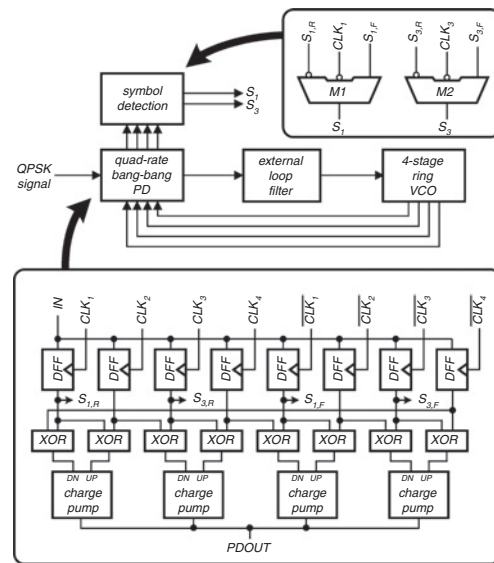 S1,R CLK1 S1,F S3,R CLK3 S3,F
M1 M2
S1 S3
symbol detection
S1
S3
QPSK signal
quad-rate bang-bang PD
external loop filter
4-stage ring VCO
IN CLK1 CLK2 CLK3 CLK4 CLK1 CLK2 CLK3 CLK4
DFF DFF DFF DFF DFF DFF DFF DFF
S1,R S3,R S1,F S3,F
XOR XOR XOR XOR XOR XOR XOR XOR
DN UP DN UP DN UP DN UP
charge pump charge pump charge pump charge pump
PDOUT